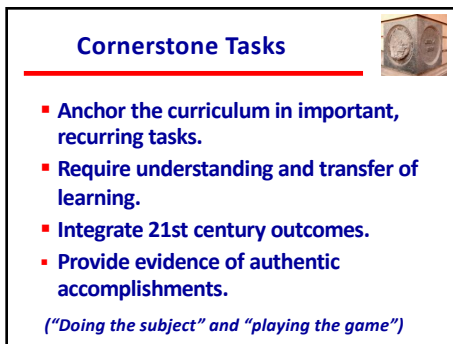 Cornerstone Tasks
▪ Anchor the curriculum in important,
recurring tasks.
▪ Require understanding and transfer of
learning.
▪ Integrate 21st century outcomes.
▪ Provide evidence of authentic
accomplishments.
(“Doing the subject” and “playing the game”)